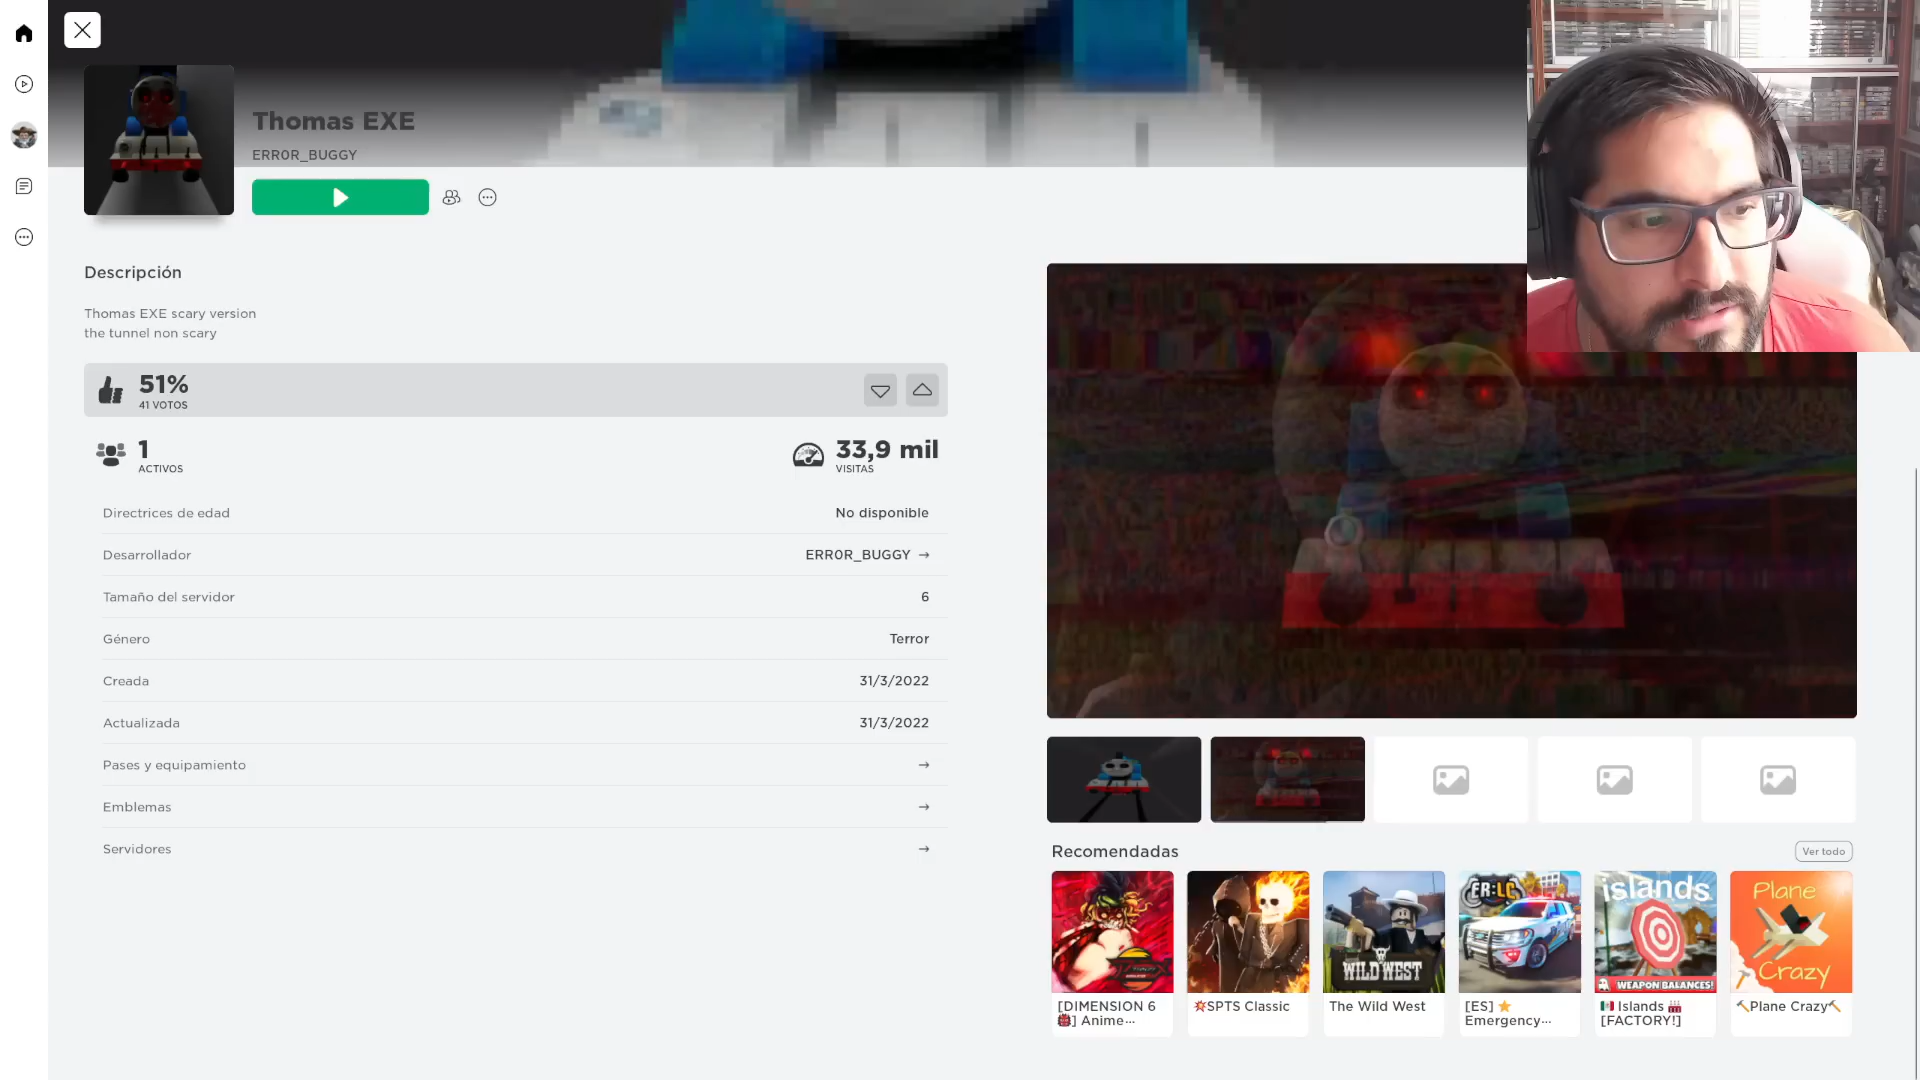 Thomas EXE
ERR0R_BUGGY
Descripción
Thomas EXE scary version
the tunnel non scary
51%
41 VOTOS
1
ACTIVOS
33,9 mil
VISITAS
Directrices de edad
No disponible
Desarrollador
ERR0R_BUGGY
Tamaño del servidor
6
Género
Terror
Creada
31/3/2022
Actualizada
31/3/2022
Pases y equipamiento
Emblemas
Servidores
Recomendadas
Ver todo
WILD WEST
ER:LC
islands
WEAPON BALANCES!
Plane
Crazy
[DIMENSION 6
👹] Anime...
💥SPTS Classic
The Wild West
[ES] ⭐
Emergency...
🇲🇽 Islands 🏭
[FACTORY!]
🔨Plane Crazy🔨